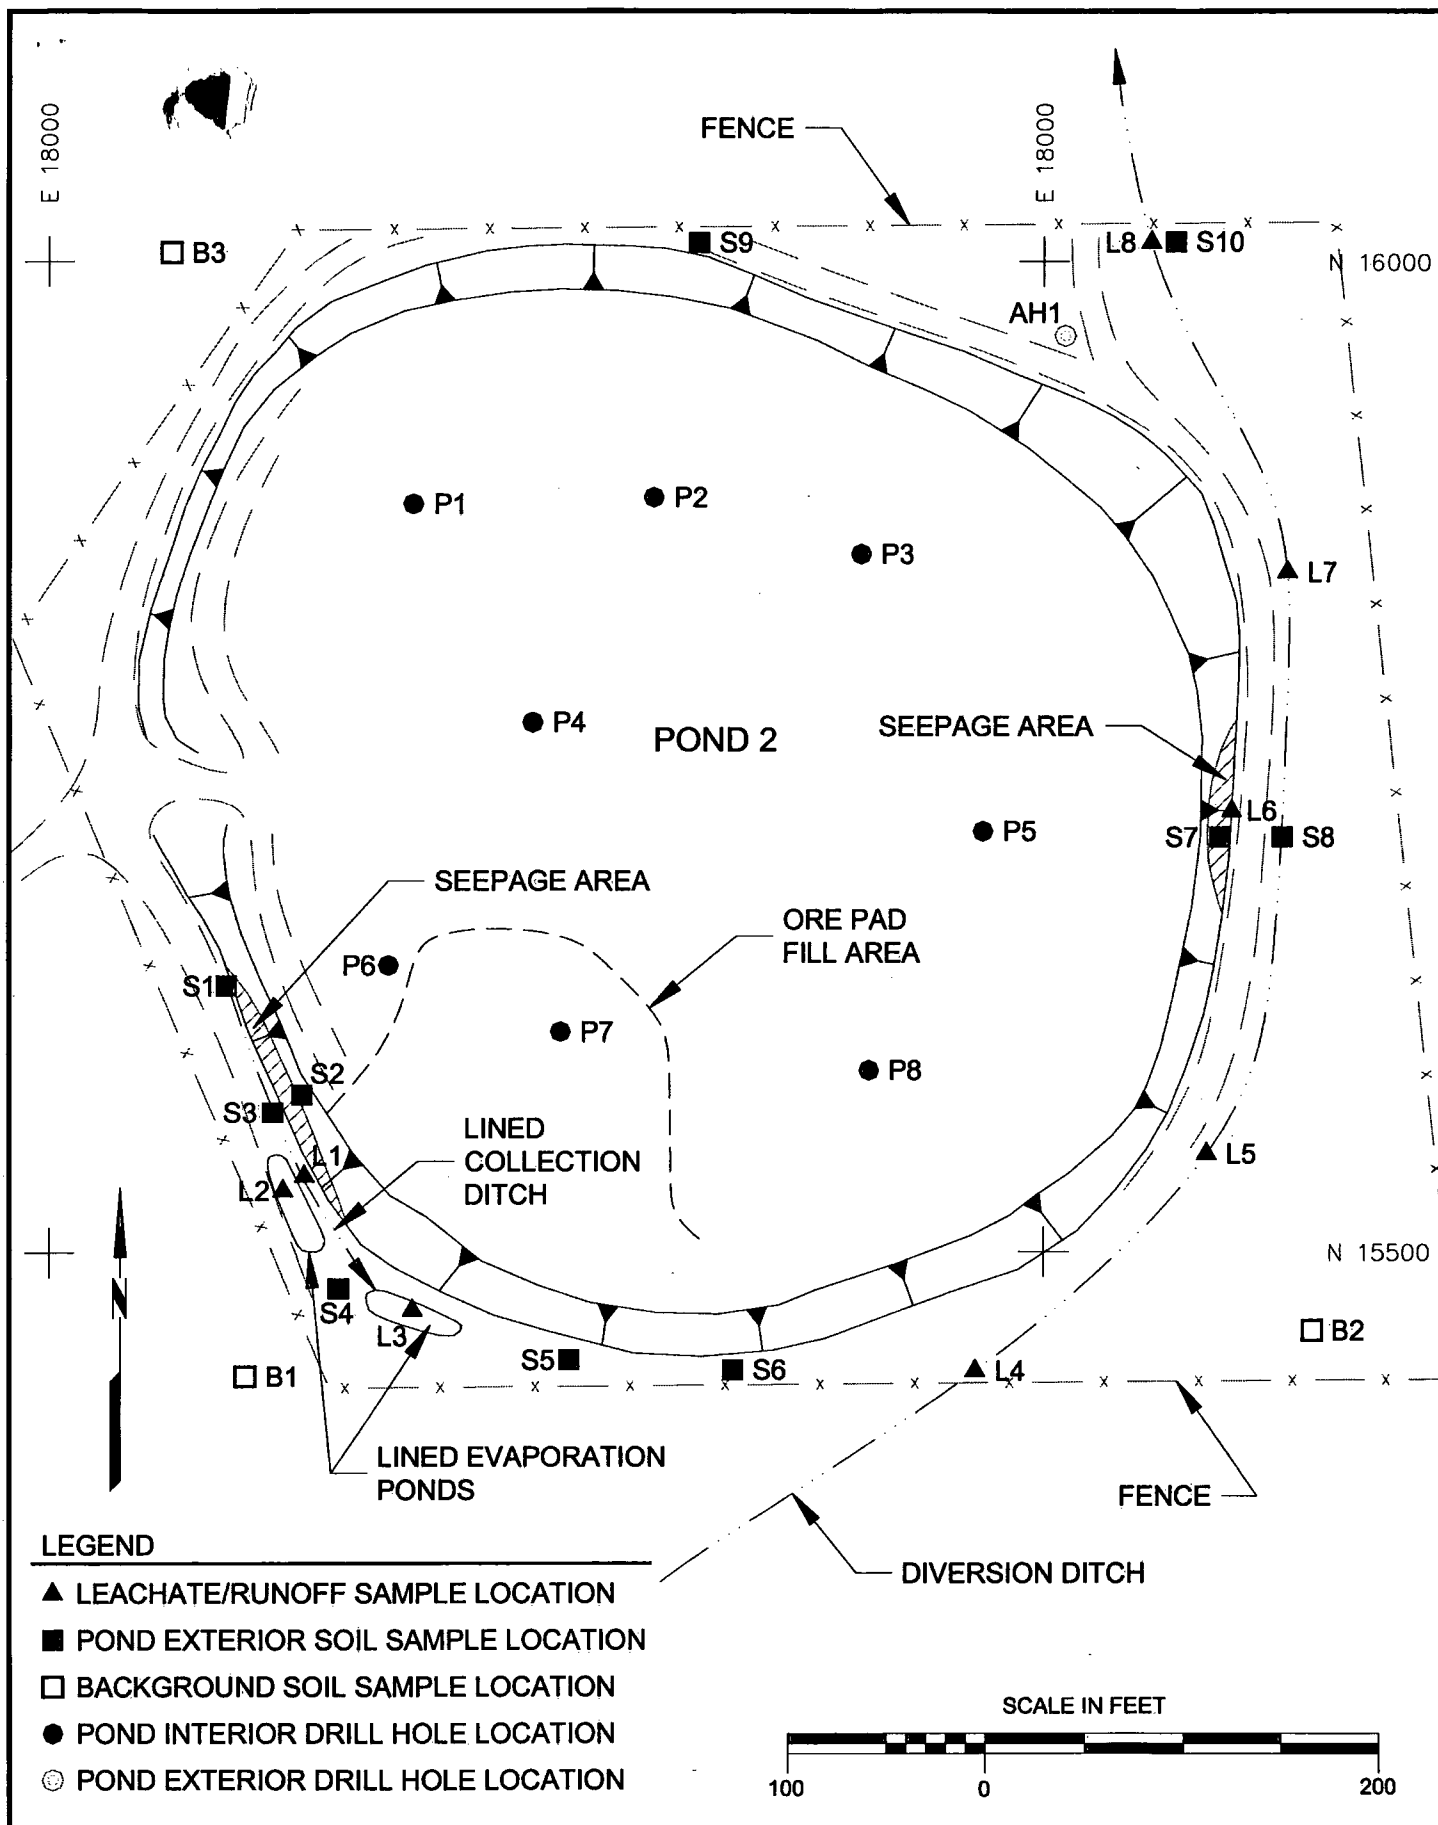 E 18000
FENCE
E 18000
B3
S9
L8
S10
N 16000
AH1
P1
P2
P3
L7
P4
POND 2
SEEPAGE AREA
P5
L6
S7
S8
SEEPAGE AREA
ORE PAD
FILL AREA
P6
S1
P7
S2
P8
S3
LINED
COLLECTION
DITCH
L1
L2
L5
N
N 15500
S4
L3
B2
S5
S6
L4
B1
LINED EVAPORATION
PONDS
FENCE
DIVERSION DITCH
LEGEND
LEACHATE/RUNOFF SAMPLE LOCATION
POND EXTERIOR SOIL SAMPLE LOCATION
BACKGROUND SOIL SAMPLE LOCATION
POND INTERIOR DRILL HOLE LOCATION
POND EXTERIOR DRILL HOLE LOCATION
SCALE IN FEET
100 0 200